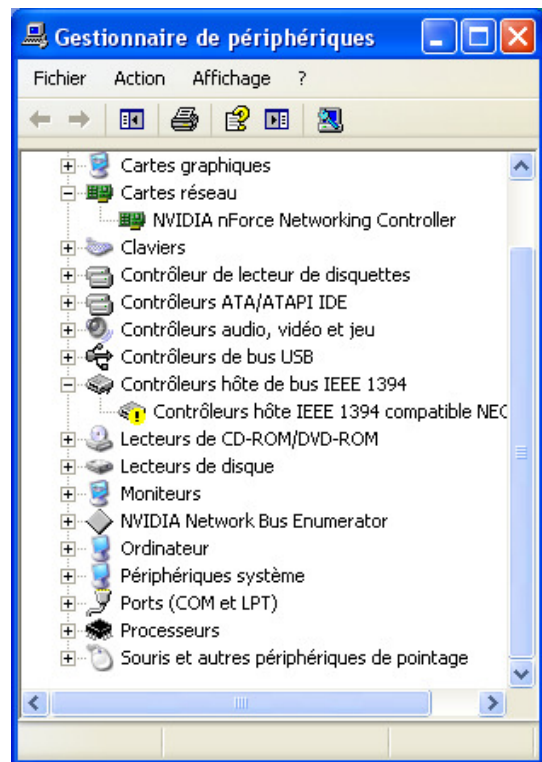 Gestionnaire de périphériques
Fichier Action Affichage ?
Cartes graphiques
Cartes réseau
NVIDIA nForce Networking Controller
Claviers
Contrôleur de lecteur de disquettes
Contrôleurs ATA/ATAPI IDE
Contrôleurs audio, vidéo et jeu
Contrôleurs de bus USB
Contrôleurs hôte de bus IEEE 1394
Contrôleurs hôte IEEE 1394 compatible NEC
Lecteurs de CD-ROM/DVD-ROM
Lecteurs de disque
Moniteurs
NVIDIA Network Bus Enumerator
Ordinateur
Périphériques système
Ports (COM et LPT)
Processeurs
Souris et autres périphériques de pointage